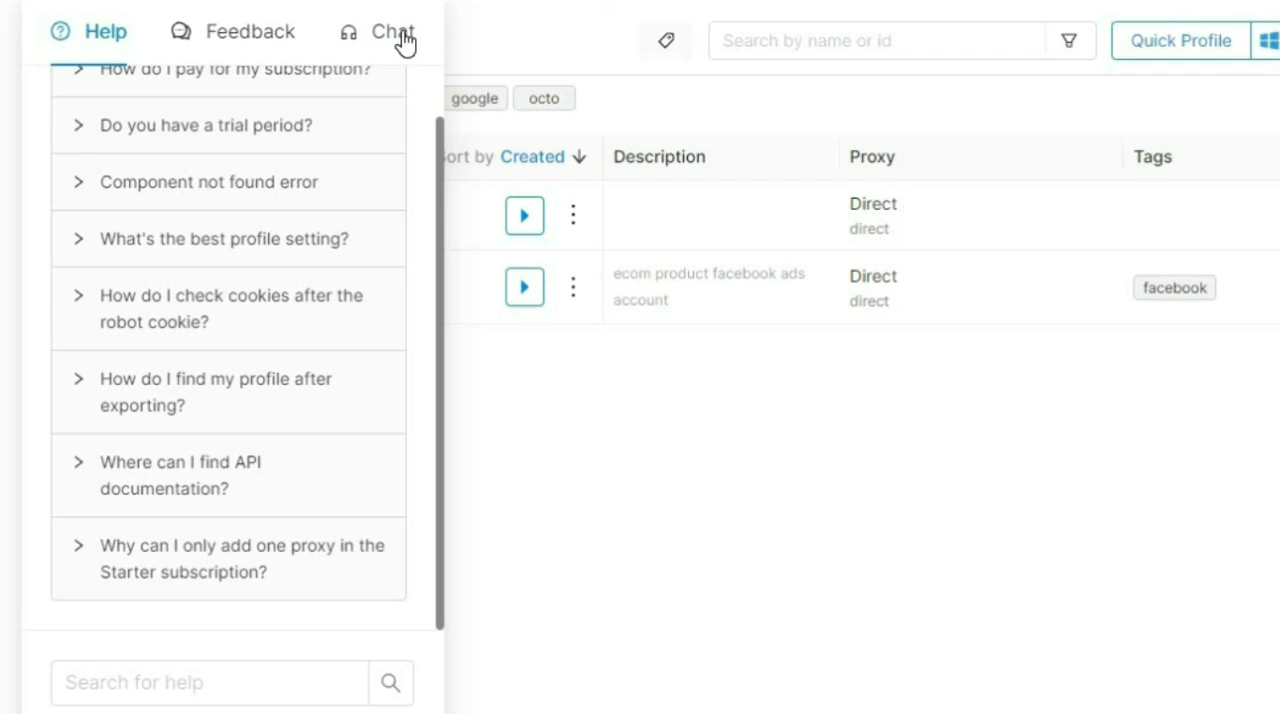 Help
Feedback
Chat
How do I pay for my subscription?
Do you have a trial period?
Component not found error
What's the best profile setting?
How do I check cookies after the
robot cookie?
How do I find my profile after
exporting?
Where can I find API
documentation?
Why can I only add one proxy in the
Starter subscription?
Search for help
Search by name or id
Quick Profile
google
octo
Sort by Created
Description
Proxy
Tags
Direct
direct
ecom product facebook ads
account
Direct
direct
facebook